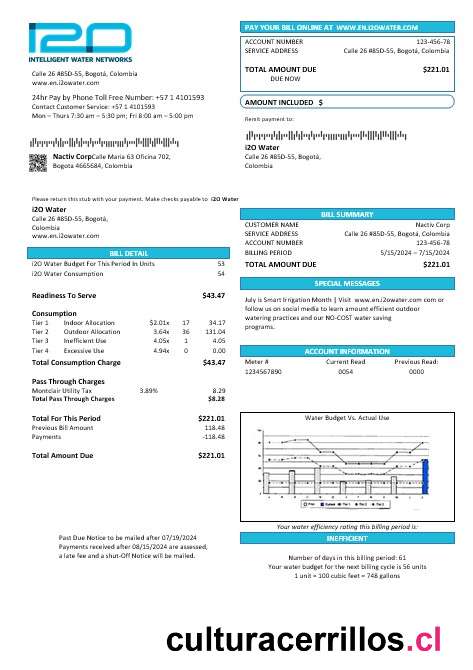 i2O
INTELLIGENT WATER NETWORKS
Calle 26 #85D-55, Bogotá, Colombia
www.en.i2owater.com
24hr Pay by Phone Toll Free Number: +57 1 4101593
Contact Customer Service: +57 1 4101593
Mon – Thurs 7:30 am – 5:30 pm; Fri 8:00 am – 5:00 pm
Nactiv CorpCalle Maria 63 Oficina 702,
Bogota 4665684, Colombia
PAY YOUR BILL ONLINE AT WWW.EN.I2OWATER.COM
ACCOUNT NUMBER 123-456-78
SERVICE ADDRESS Calle 26 #85D-55, Bogotá, Colombia
TOTAL AMOUNT DUE $221.01
DUE NOW
AMOUNT INCLUDED $
Remit payment to:
i2O Water
Calle 26 #85D-55, Bogotá,
Colombia
Please return this stub with your payment. Make checks payable to i2O Water
i2O Water
Calle 26 #85D-55, Bogotá,
Colombia
www.en.i2owater.com
BILL DETAIL
i2O Water Budget For This Period In Units 53
i2O Water Consumption 54
Readiness To Serve $43.47
Consumption
Tier 1 Indoor Allocation $2.01x 17 34.17
Tier 2 Outdoor Allocation 3.64x 36 131.04
Tier 3 Inefficient Use 4.05x 1 4.05
Tier 4 Excessive Use 4.94x 0 0.00
Total Consumption Charge $43.47
Pass Through Charges
Montclair Utility Tax 3.89% 8.29
Total Pass Through Charges $8.28
Total For This Period $221.01
Previous Bill Amount 118.48
Payments -118.48
Total Amount Due $221.01
Past Due Notice to be mailed after 07/19/2024
Payments received after 08/15/2024 are assessed,
a late fee and a shut-Off Notice will be mailed.
BILL SUMMARY
CUSTOMER NAME Nactiv Corp
SERVICE ADDRESS Calle 26 #85D-55, Bogotá, Colombia
ACCOUNT NUMBER 123-456-78
BILLING PERIOD 5/15/2024 – 7/15/2024
TOTAL AMOUNT DUE $221.01
SPECIAL MESSAGES
July is Smart Irrigation Month | Visit www.en.i2owater.com com or
follow us on social media to learn amount efficient outdoor
watering practices and our NO-COST water saving
programs.
ACCOUNT INFORMATION
Meter # Current Read Previous Read:
1234567890 0054 0000
Water Budget Vs. Actual Use
Your water efficiency rating this billing period is:
INEFFICIENT
Number of days in this billing period: 61
Your water budget for the next billing cycle is 56 units
1 unit = 100 cubic feet = 748 gallons
culturacerrillos.cl